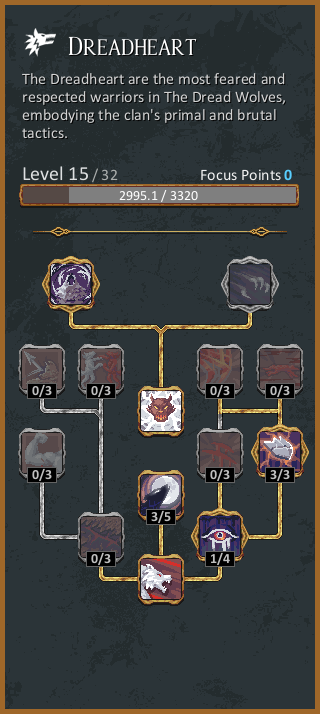 DREADHEART
The Dreadheart are the most feared and
respected warriors in The Dread Wolves,
embodying the clan's primal and brutal
tactics.
Level 15 / 32 Focus Points 0
2995.1 / 3320
0/3 0/3 0/3 0/3
0/3 0/3 3/3
3/5
0/3 1/4